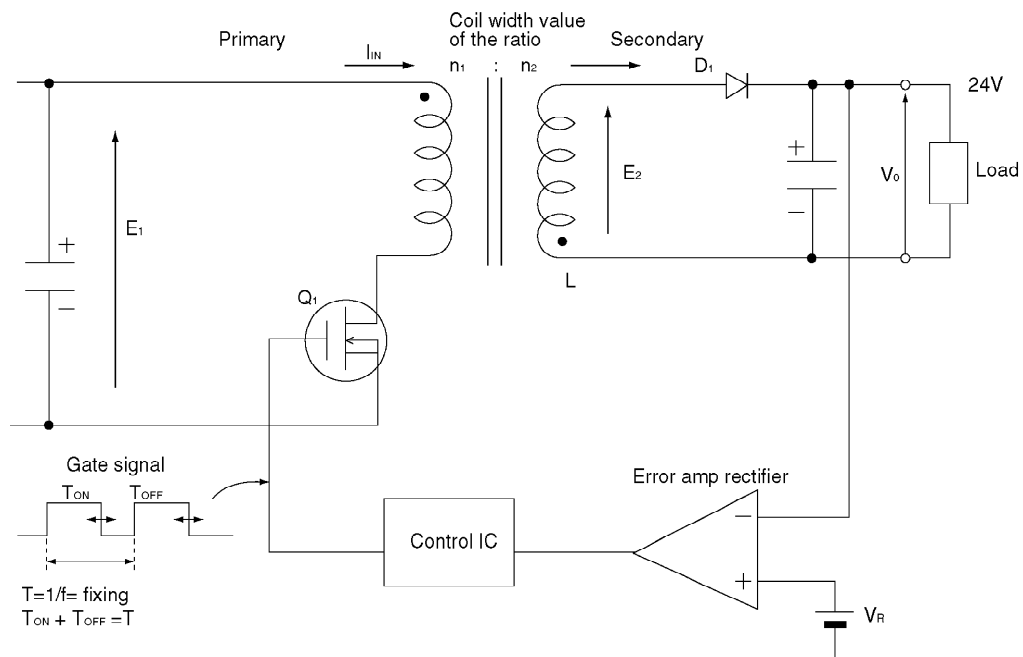 Coil width value
of the ratio
Primary
Secondary
IIN
n1 : n2
D1
24V
+
E1
+
−
E2
+
−
Vo
Load
L
Q1
Gate signal
TON
TOFF
Error amp rectifier
−
Control IC
+
T=1/f= fixing
TON + TOFF =T
VR